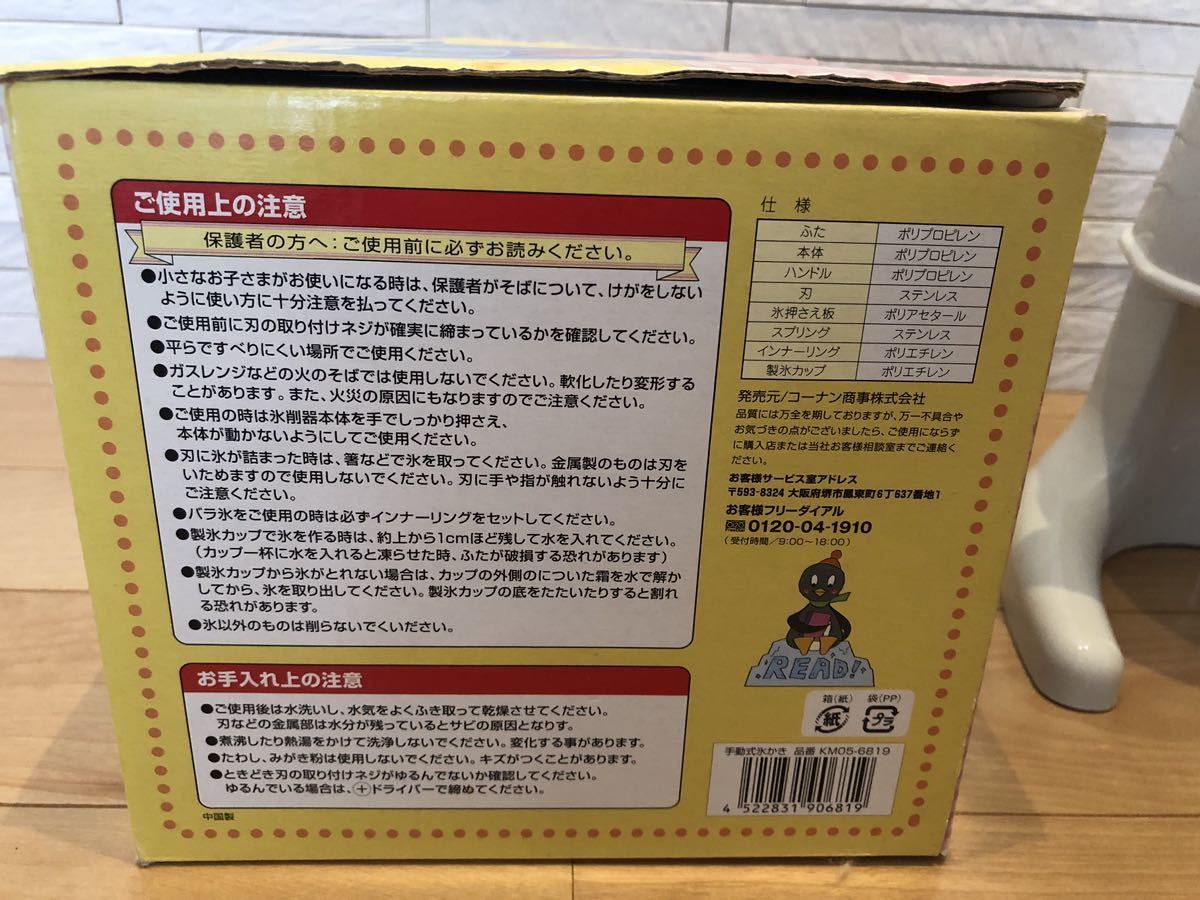 ご使用上の注意
保護者の方へ:ご使用前に必ずお読みください。
●小さなお子さまがお使いになる時は、保護者がそばについて、けがをしない
ように使い方に十分注意を払ってください。
●ご使用前に刃の取り付けネジが確実に締まっているかを確認してください。
●平らですべりにくい場所でご使用ください。
●ガスレンジなどの火のそばでは使用しないでください。軟化したり変形する
ことがあります。また、火災の原因にもなりますのでご注意ください。
●ご使用の時は氷削器本体を手でしっかり押さえ、
本体が動かないようにしてご使用ください。
●刃に氷が詰まった時は、箸などで氷を取ってください。金属製のものは刃を
いためますので使用しないでください。刃に手や指が触れないよう十分に
ご注意ください。
●バラ氷をご使用の時は必ずインナーリングをセットしてください。
●製氷カップで氷を作る時は、約上から1cmほど残して水を入れてください。
(カップ一杯に水を入れると凍らせた時、ふたが破損する恐れがあります)
●製氷カップから氷がとれない場合は、カップの外側のについた霜を水で解か
してから、氷を取り出してください。製氷カップの底をたたいたりすると割れ
る恐れがあります。
●氷以外のものは削らないでくいださい。
お手入れ上の注意
●ご使用後は水洗いし、水気をよくふき取って乾燥させてください。
刃などの金属部は水分が残っているとサビの原因となりす。
●煮沸したり熱湯をかけて洗浄しないでください。変化する事があります。
●たわし、みがき粉は使用しないでください。キズがつくことがあります。
●ときどき刃の取り付けネジがゆるんでないか確認してください。
ゆるんでいる場合は、⊕ドライバーで締めてください。
中国製
仕様
ふた ポリプロピレン
本体 ポリプロピレン
ハンドル ポリプロピレン
刃 ステンレス
氷押さえ板 ポリアセタール
スプリング ステンレス
インナーリング ポリエチレン
製氷カップ ポリエチレン
発売元/コーナン商事株式会社
品質には万全を期しておりますが、万一不具合や
お気づきの点がございましたら、ご使用にならず
に購入店または当社お客様相談室までご連絡く
ださい。
お客様サービス室アドレス
〒593-8324 大阪府堺市鳳東町6丁637番地1
お客様フリーダイアル
0120-04-1910
(受付時間/9:00〜18:00)
READ!
箱(紙) 袋(PP)
紙 プラ
手動式氷かき 品番 KM05-6819
4 522831 906819